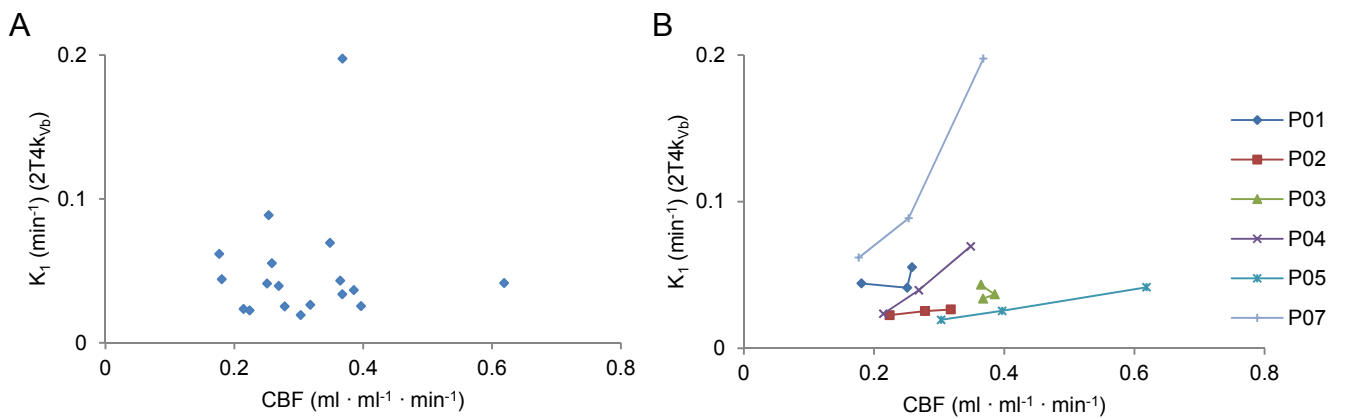 A
K₁ (min⁻¹) (2T4k_Vb)
0.2
0.1
0
0
0.2
0.4
0.6
0.8
CBF (ml · ml⁻¹ · min⁻¹)
B
K₁ (min⁻¹) (2T4k_Vb)
0.2
0.1
0
0
0.2
0.4
0.6
0.8
CBF (ml · ml⁻¹ · min⁻¹)
P01
P02
P03
P04
P05
P07